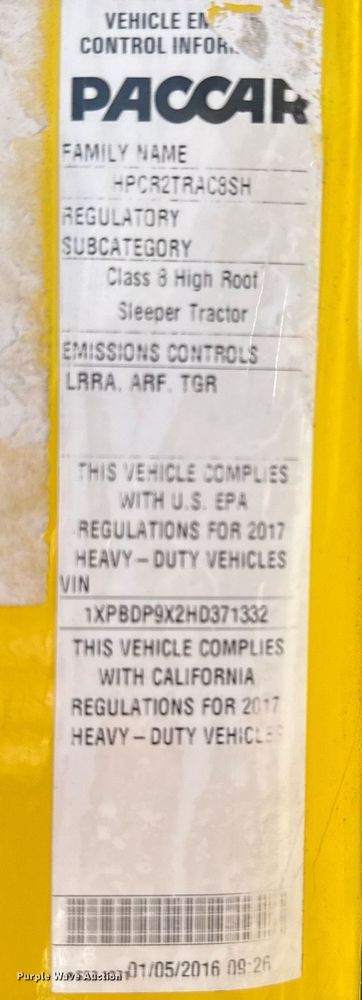 VEHICLE EM
CONTROL INFOR
PACCAR
FAMILY NAME
HPCR2TRAC8SH
REGULATORY
SUBCATEGORY
Class 8 High Roof
Sleeper Tractor
EMISSIONS CONTROLS
LRRA. ARF. TGR
THIS VEHICLE COMPLIES
WITH U.S. EPA
REGULATIONS FOR 2017
HEAVY-DUTY VEHICLES
VIN
1XPBDP9X2HD371332
THIS VEHICLE COMPLIES
WITH CALIFORNIA
REGULATIONS FOR 2017
HEAVY-DUTY VEHICLES
01/05/2016 09:26
Purple Wave Auction